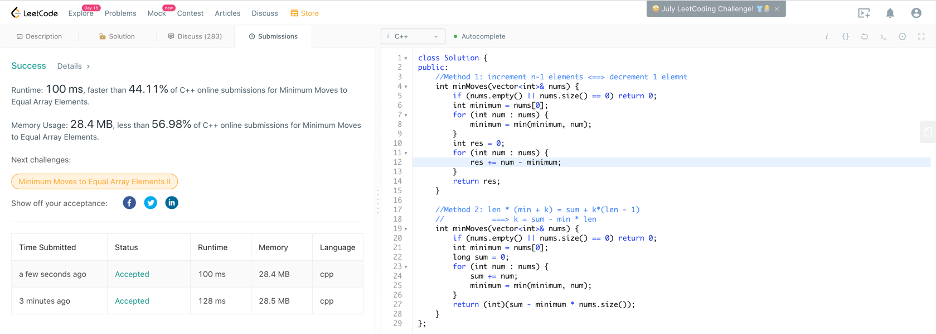 LeetCode Explore Day 15 Problems Mock new Contest Articles Discuss Store
July LeetCoding Challenge!
Description Solution Discuss (283) Submissions
Success Details >
Runtime: 100 ms, faster than 44.11% of C++ online submissions for Minimum Moves to
Equal Array Elements.
Memory Usage: 28.4 MB, less than 56.98% of C++ online submissions for Minimum Moves
to Equal Array Elements.
Next challenges:
Minimum Moves to Equal Array Elements II
Show off your acceptance:
Time Submitted Status Runtime Memory Language
a few seconds ago Accepted 100 ms 28.4 MB cpp
3 minutes ago Accepted 128 ms 28.5 MB cpp
i C++ Autocomplete
1 class Solution {
2 public:
3 //Method 1: increment n-1 elements <==> decrement 1 elemnt
4 int minMoves(vector<int>& nums) {
5 if (nums.empty() || nums.size() == 0) return 0;
6 int minimum = nums[0];
7 for (int num : nums) {
8 minimum = min(minimum, num);
9 }
10 int res = 0;
11 for (int num : nums) {
12 res += num - minimum;
13 }
14 return res;
15 }
16
17 //Method 2: len * (min + k) = sum + k*(len - 1)
18 // ===> k = sum - min * len
19 int minMoves(vector<int>& nums) {
20 if (nums.empty() || nums.size() == 0) return 0;
21 int minimum = nums[0];
22 long sum = 0;
23 for (int num : nums) {
24 sum += num;
25 minimum = min(minimum, num);
26 }
27 return (int)(sum - minimum * nums.size());
28 }
29 };